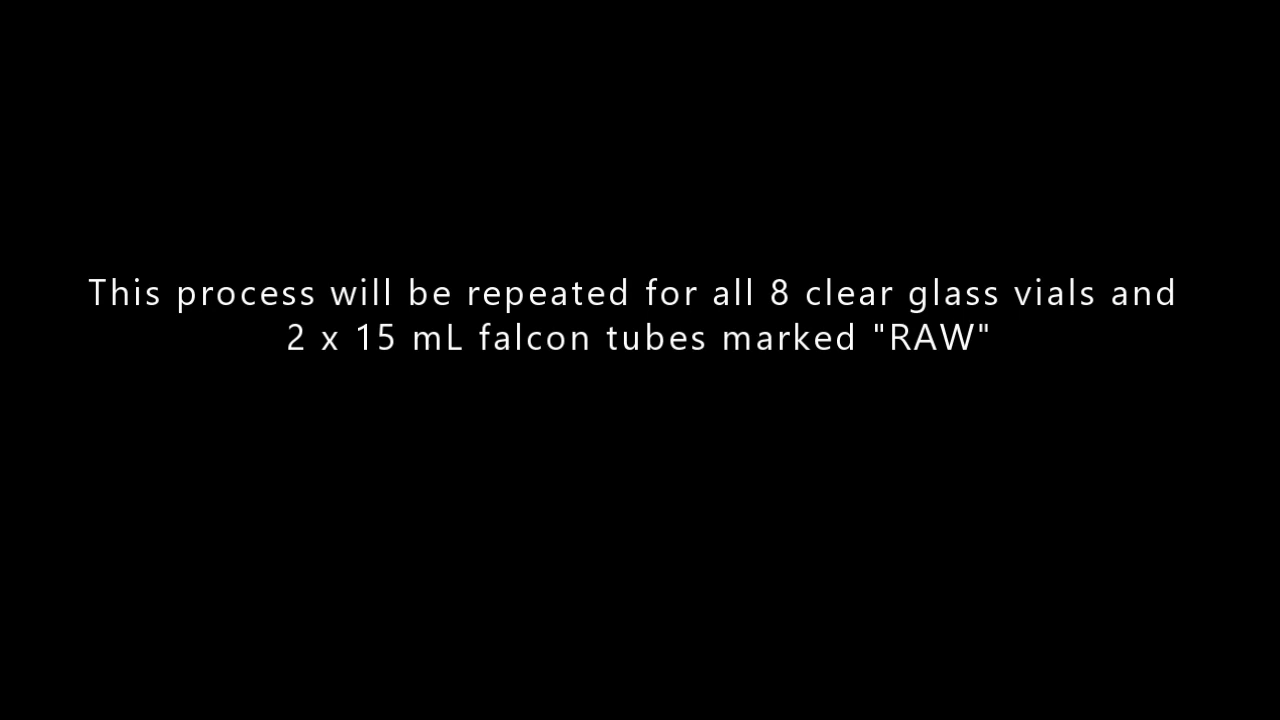 This process will be repeated for all 8 clear glass vials and
2 x 15 mL falcon tubes marked "RAW"